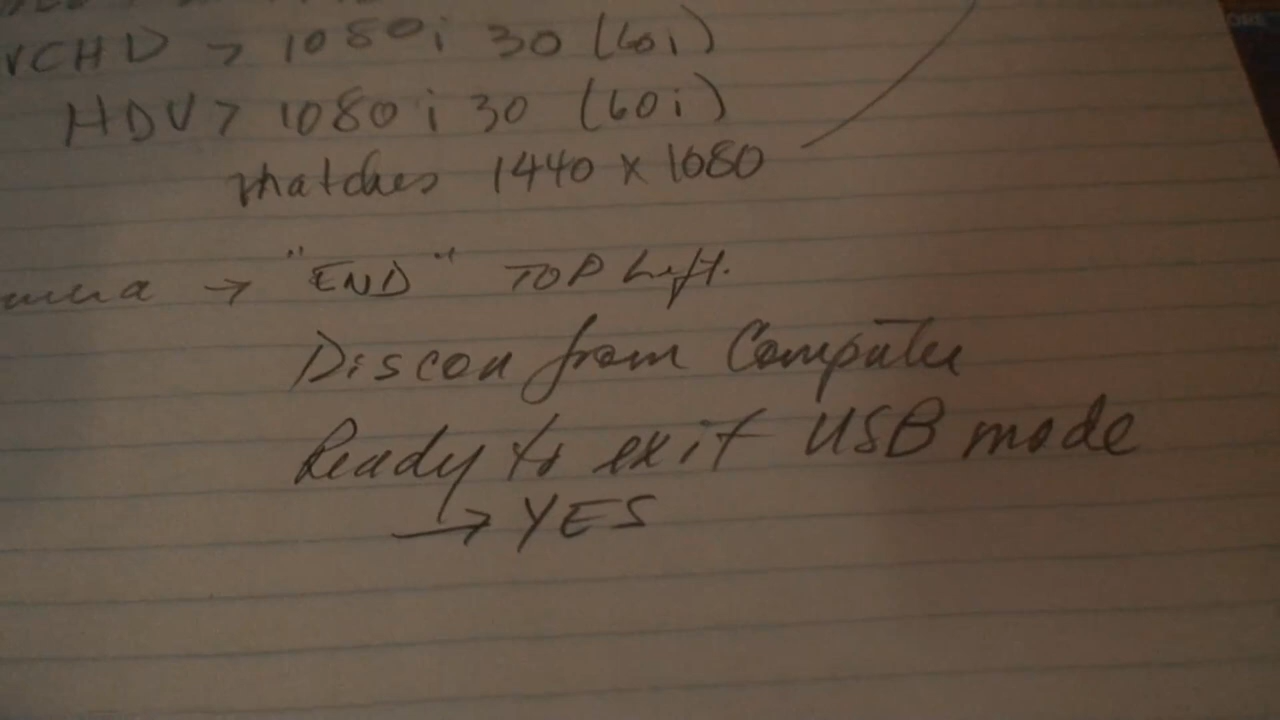 VCHD > 1080i 30 (60i)
HDV > 1080i 30 (60i)
matches 1440 x 1080
→ "END" TOP Left.
Discon from Computer
Ready to exit USB mode
→ YES